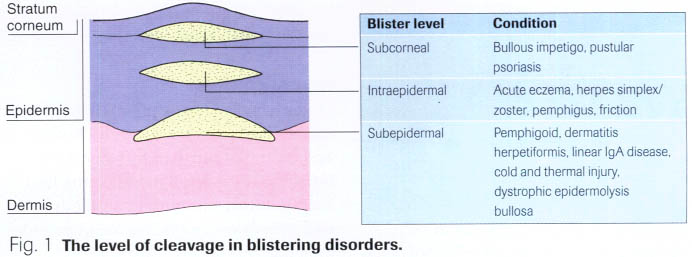 Stratum
corneum
Epidermis
Dermis
Blister level Condition
Subcorneal Bullous impetigo, pustular
psoriasis
Intraepidermal Acute eczema, herpes simplex/
zoster, pemphigus, friction
Subepidermal Pemphigoid, dermatitis
herpetiformis, linear IgA disease,
cold and thermal injury,
dystrophic epidermolysis
bullosa
Fig. 1 The level of cleavage in blistering disorders.